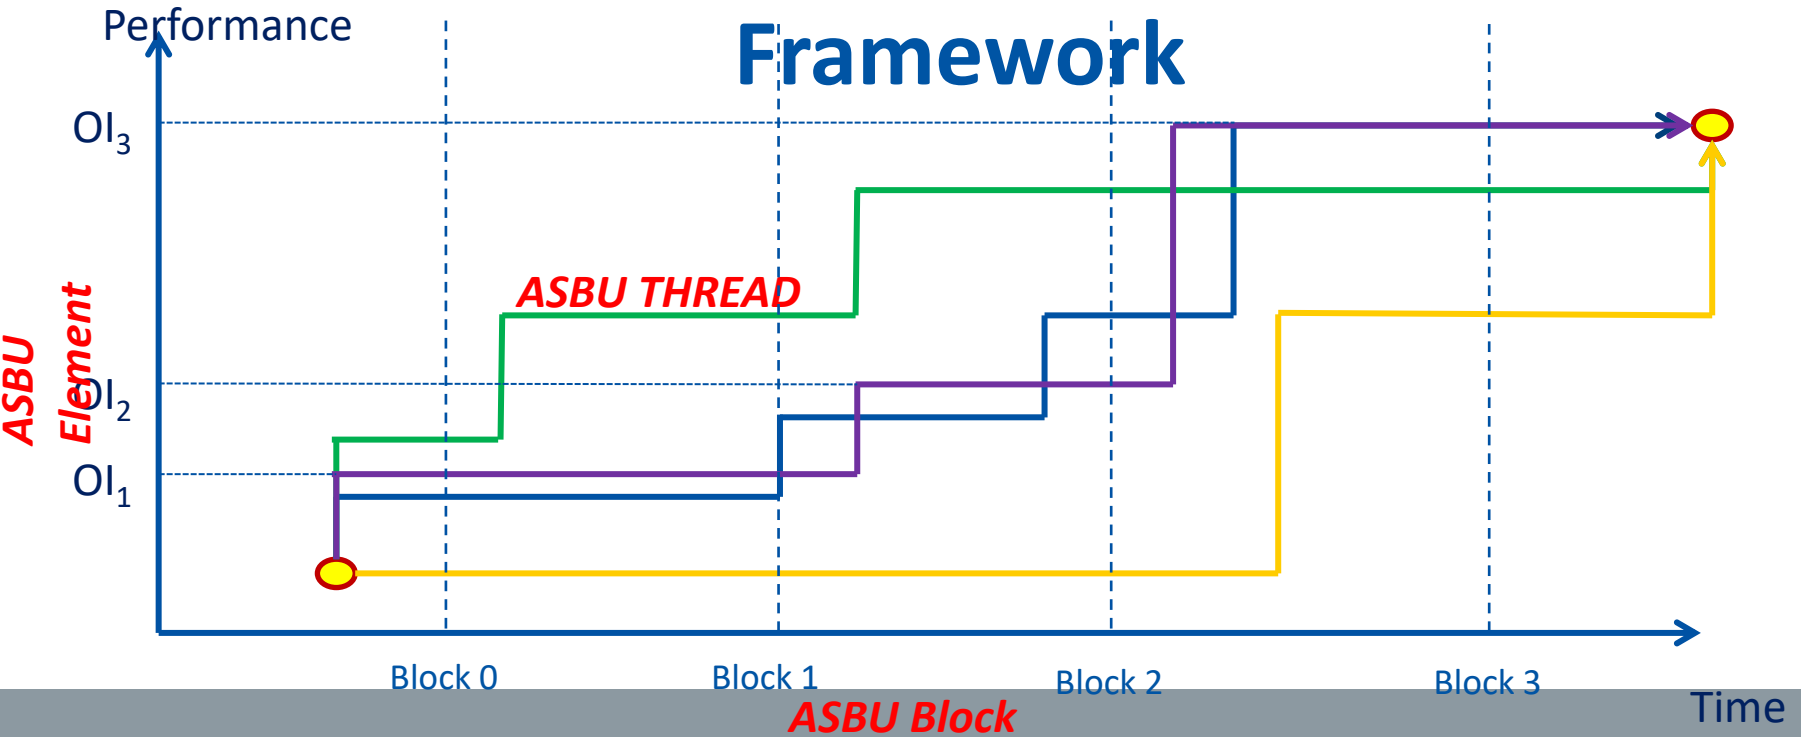 Performance
Framework
OI3
ASBU THREAD
ASBU
Element
OI2
OI1
Block 0
Block 1
Block 2
Block 3
Time
ASBU Block